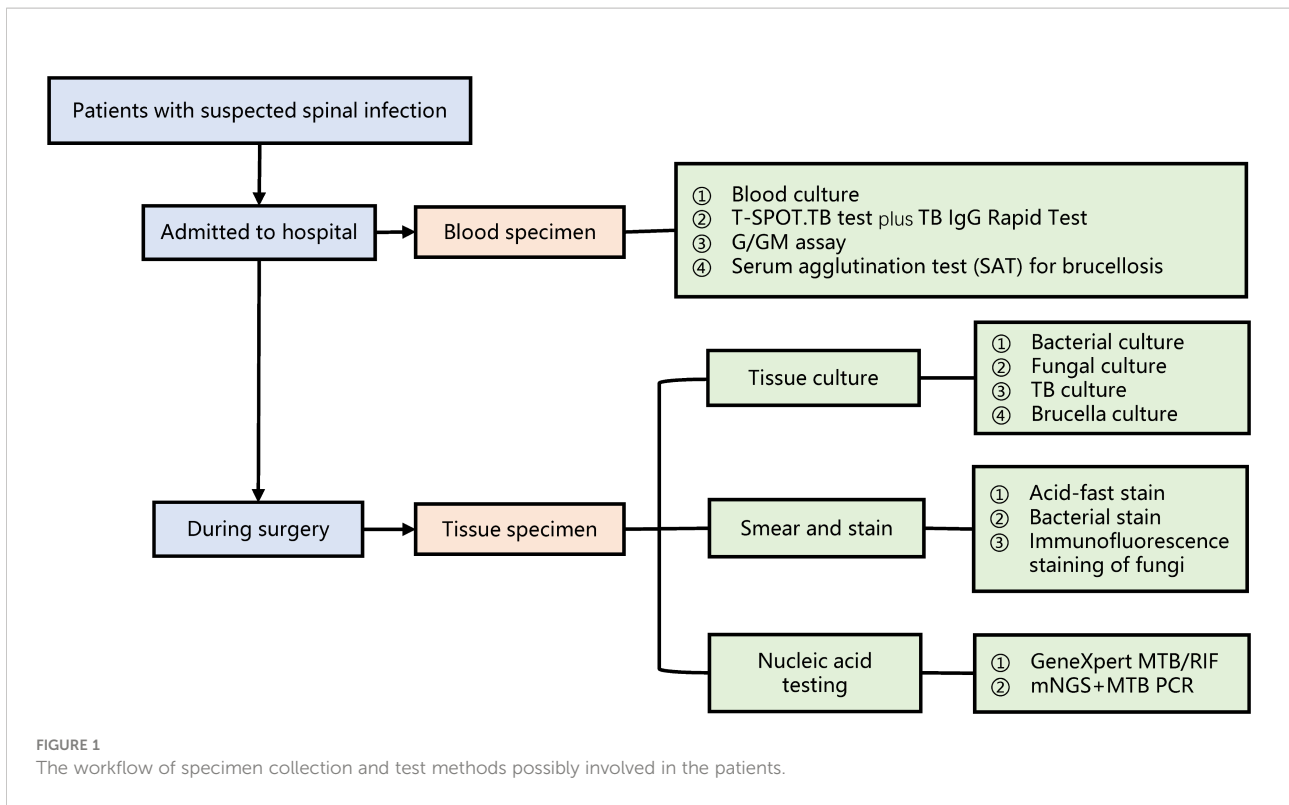 Patients with suspected spinal infection
Admitted to hospital
Blood specimen
① Blood culture
② T-SPOT.TB test plus TB IgG Rapid Test
③ G/GM assay
④ Serum agglutination test (SAT) for brucellosis
During surgery
Tissue specimen
Tissue culture
① Bacterial culture
② Fungal culture
③ TB culture
④ Brucella culture
Smear and stain
① Acid-fast stain
② Bacterial stain
③ Immunofluorescence
staining of fungi
Nucleic acid
testing
① GeneXpert MTB/RIF
② mNGS+MTB PCR
FIGURE 1
The workflow of specimen collection and test methods possibly involved in the patients.